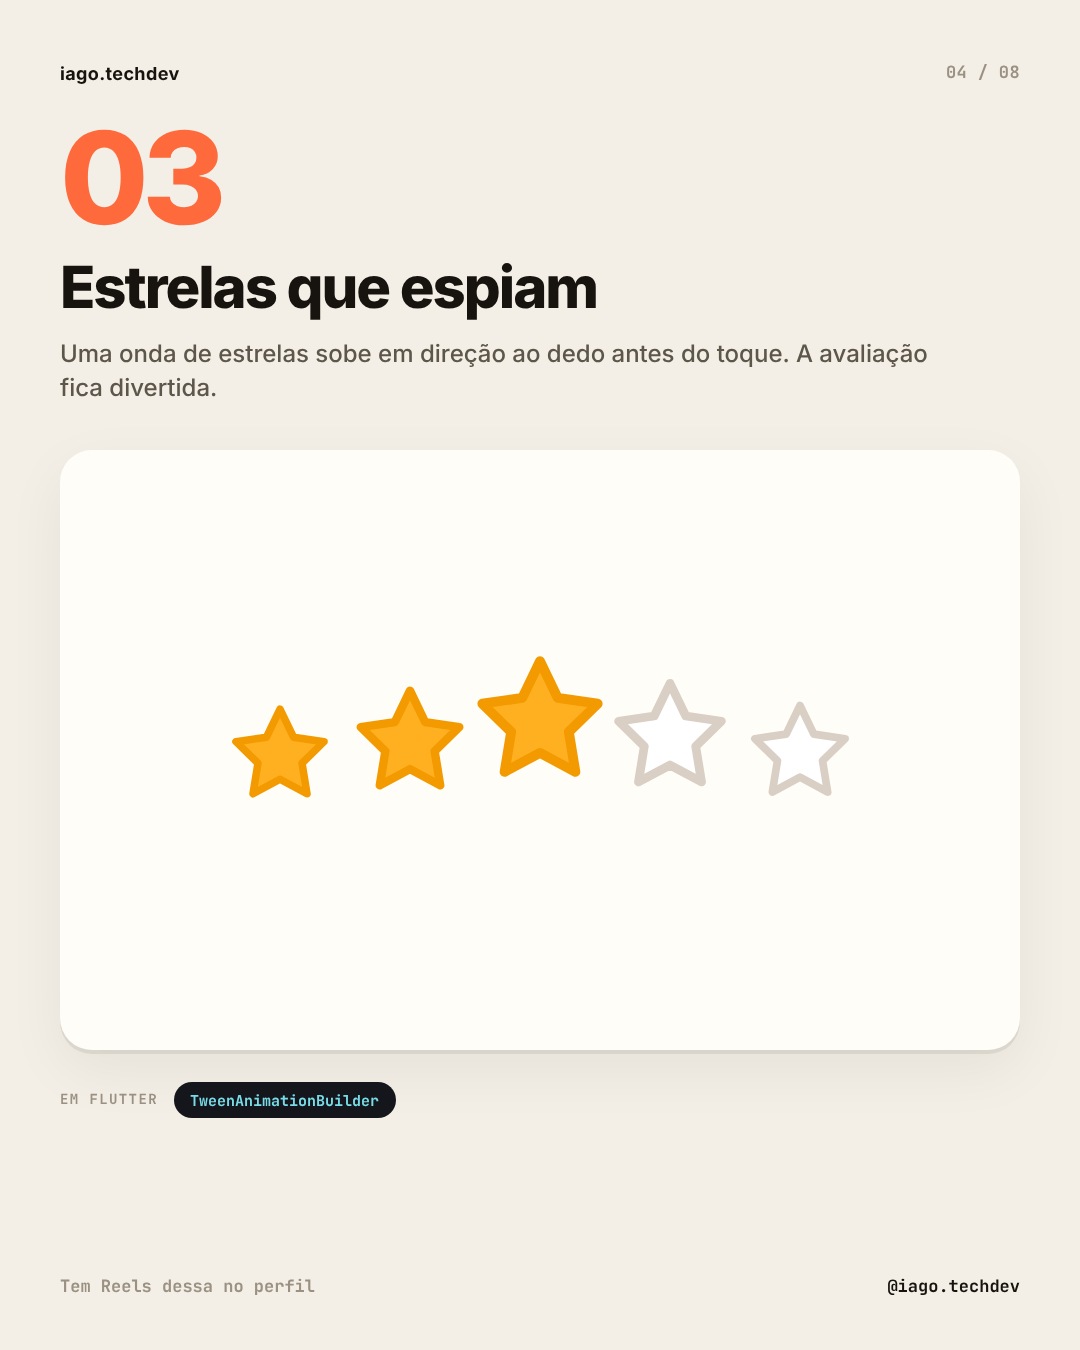 iago.techdev
04 / 08
03
Estrelas que espiam
Uma onda de estrelas sobe em direção ao dedo antes do toque. A avaliação
fica divertida.
EM FLUTTER
TweenAnimationBuilder
Tem Reels dessa no perfil
@iago.techdev